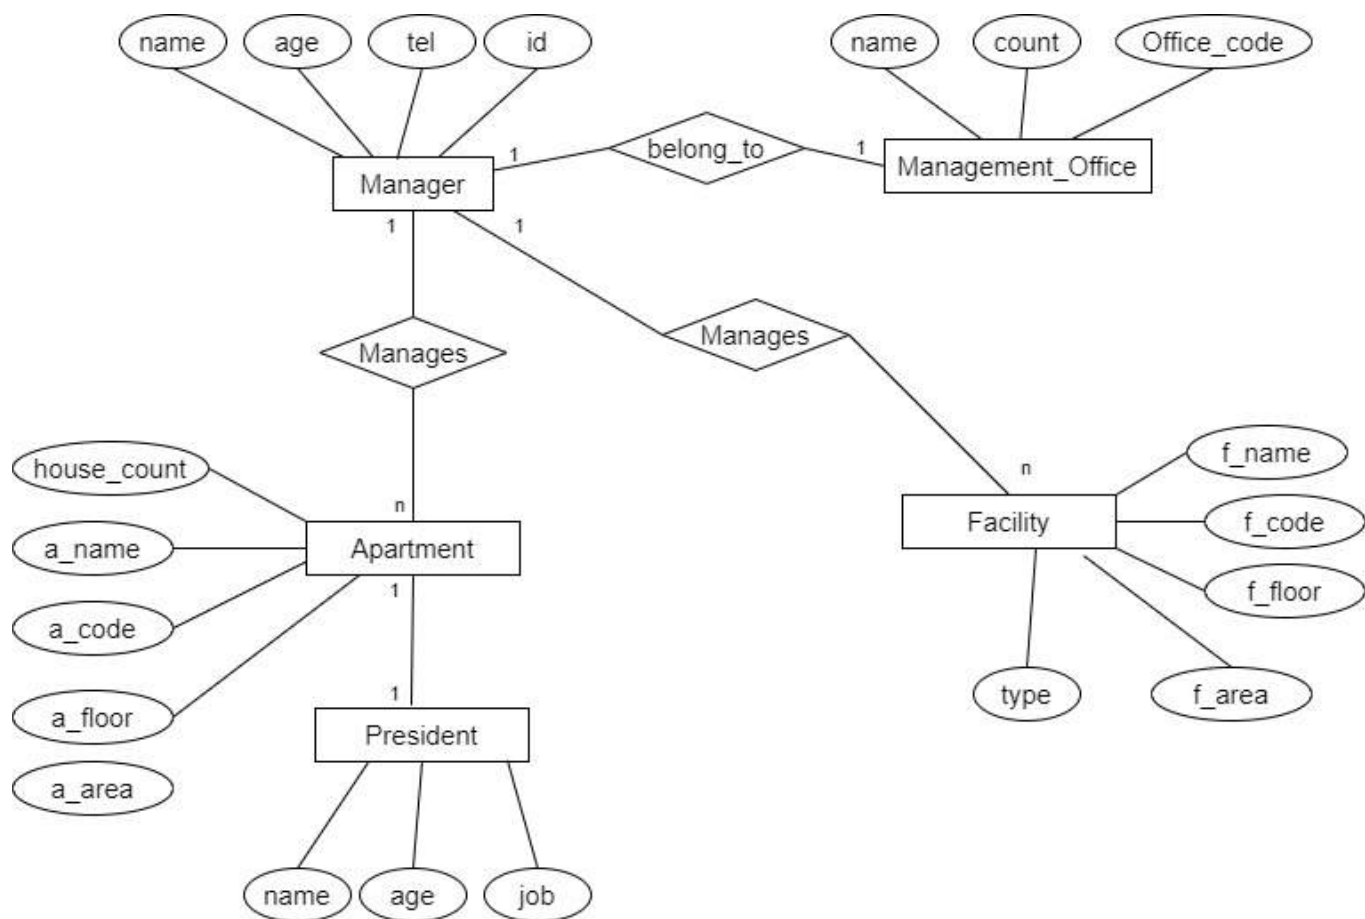 name
age
tel
id
name
count
Office_code
1
belong_to
1
Management_Office
Manager
1
1
Manages
Manages
house_count
f_name
n
n
Facility
f_code
a_name
Apartment
1
f_floor
a_code
a_floor
1
President
type
f_area
a_area
name
age
job